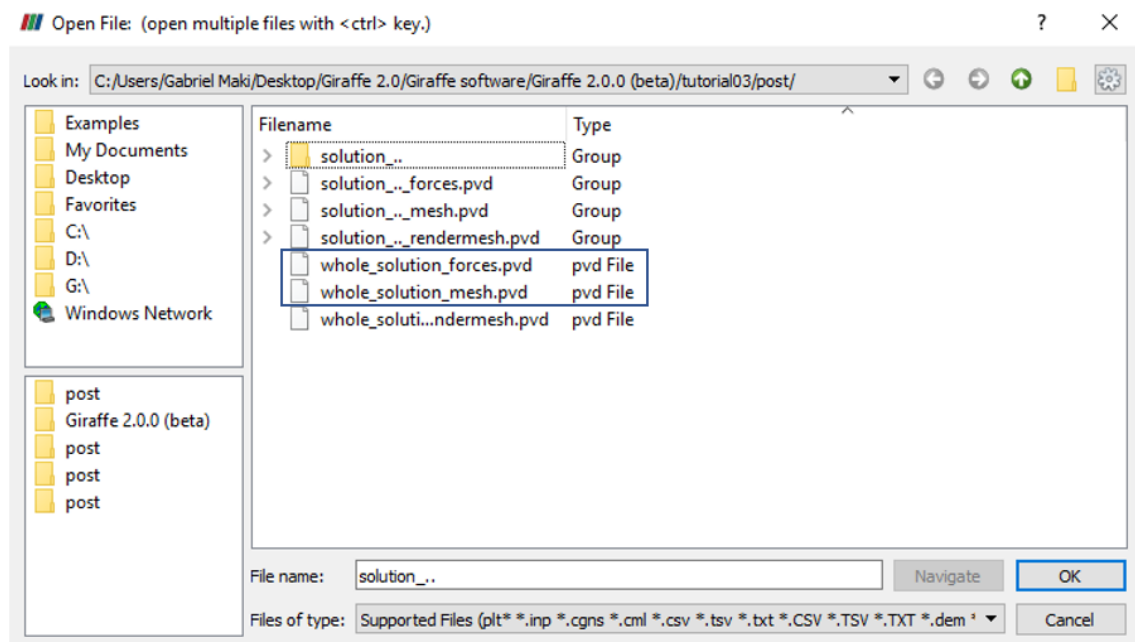 Open File: (open multiple files with <ctrl> key.)
?
Look in: C:/Users/Gabriel Maki/Desktop/Giraffe 2.0/Giraffe software/Giraffe 2.0.0 (beta)/tutorial03/post/
Examples
My Documents
Desktop
Favorites
C:\
D:\
G:\
Windows Network
post
Giraffe 2.0.0 (beta)
post
post
post
Filename Type
solution_.. Group
solution_.._forces.pvd Group
solution_.._mesh.pvd Group
solution_.._rendermesh.pvd Group
whole_solution_forces.pvd pvd File
whole_solution_mesh.pvd pvd File
whole_soluti...ndermesh.pvd pvd File
File name: solution_.. Navigate OK
Files of type: Supported Files (plt* *.inp *.cgns *.cml *.csv *.tsv *.txt *.CSV *.TSV *.TXT *.dem * Cancel